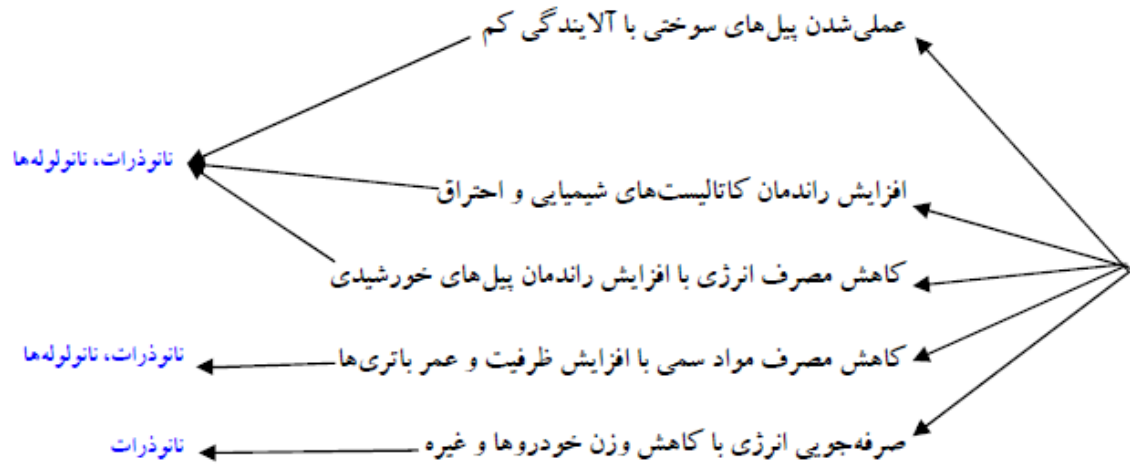 عملی‌شدن پیل‌های سوختی با آلایندگی کم
نانوذرات، نانولوله‌ها
افزایش راندمان کاتالیست‌های شیمیایی و احتراق
کاهش مصرف انرژی با افزایش راندمان پیل‌های خورشیدی
کاهش مصرف مواد سمی با افزایش ظرفیت و عمر باتری‌ها
نانوذرات، نانولوله‌ها
صرفه‌جویی انرژی با کاهش وزن خودروها و غیره
نانوذرات